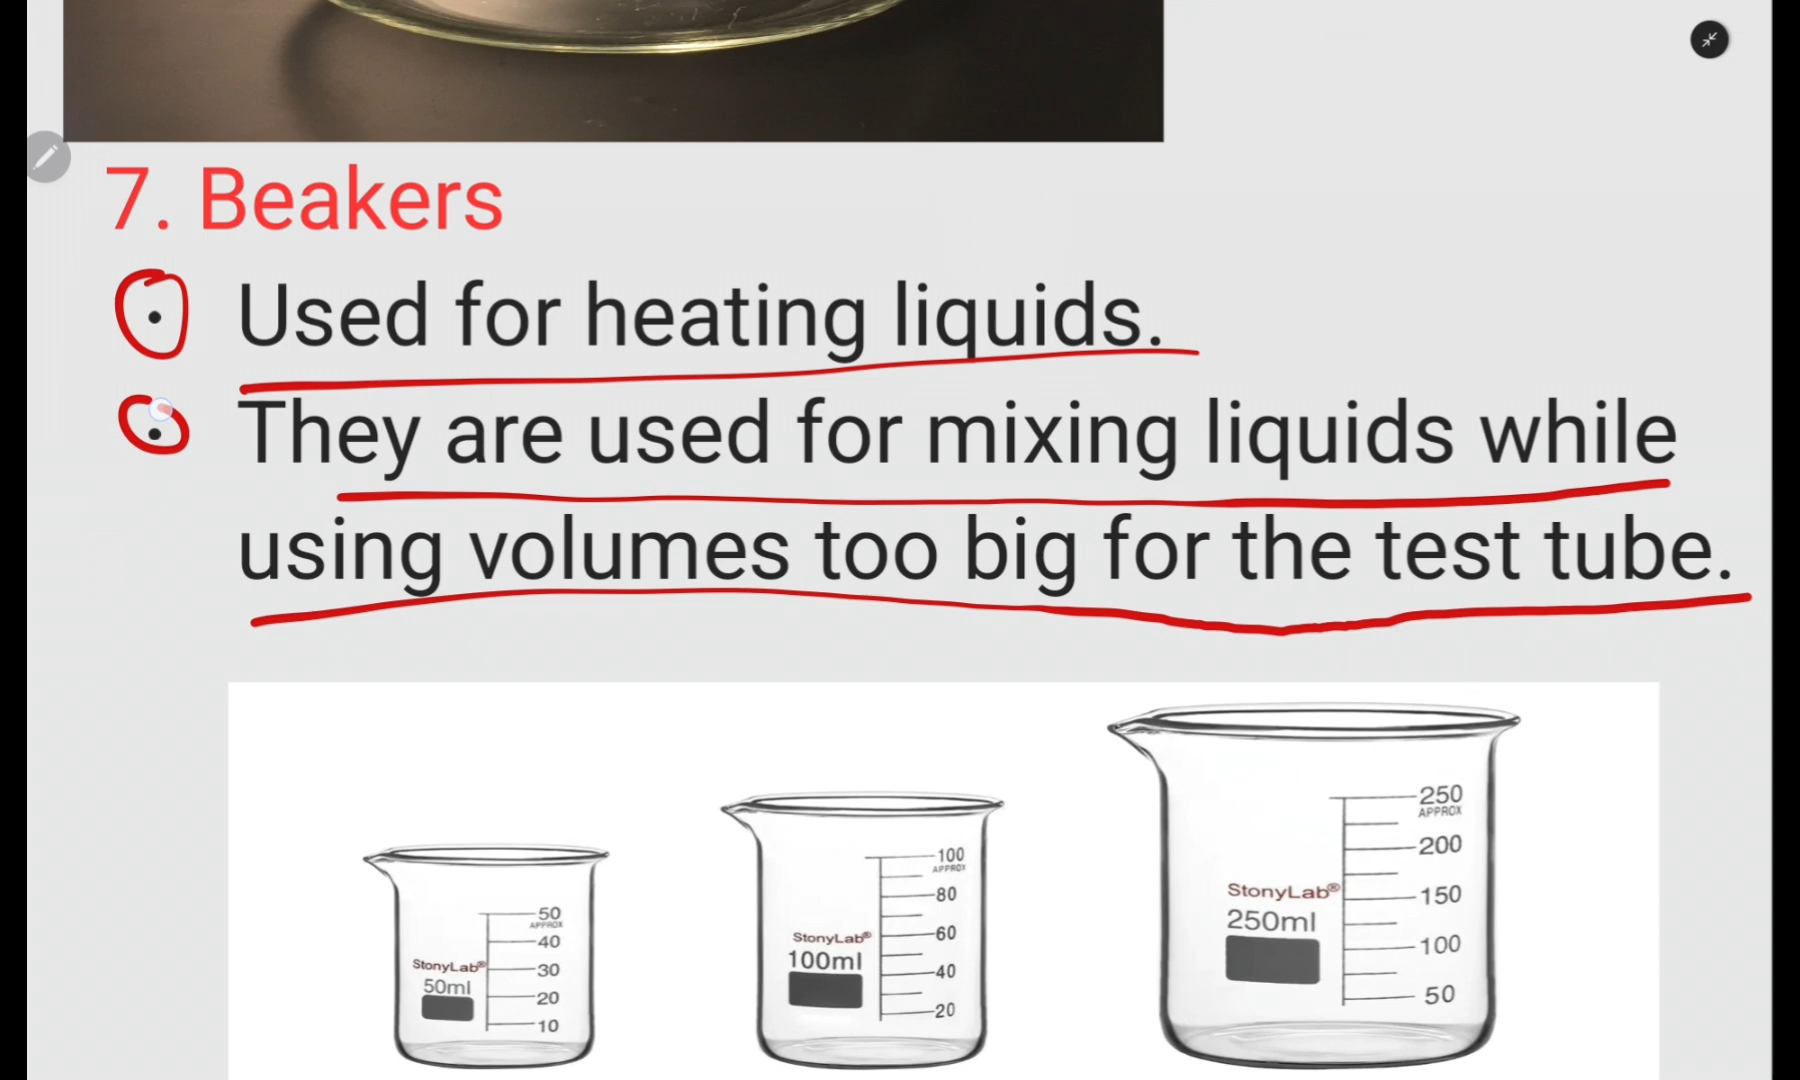 7. Beakers
• Used for heating liquids.
• They are used for mixing liquids while
using volumes too big for the test tube.
50
APPROX
40
30
20
10
StonyLab®
50ml
100
APPROX
80
60
40
20
StonyLab®
100ml
250
APPROX
200
150
100
50
StonyLab®
250ml